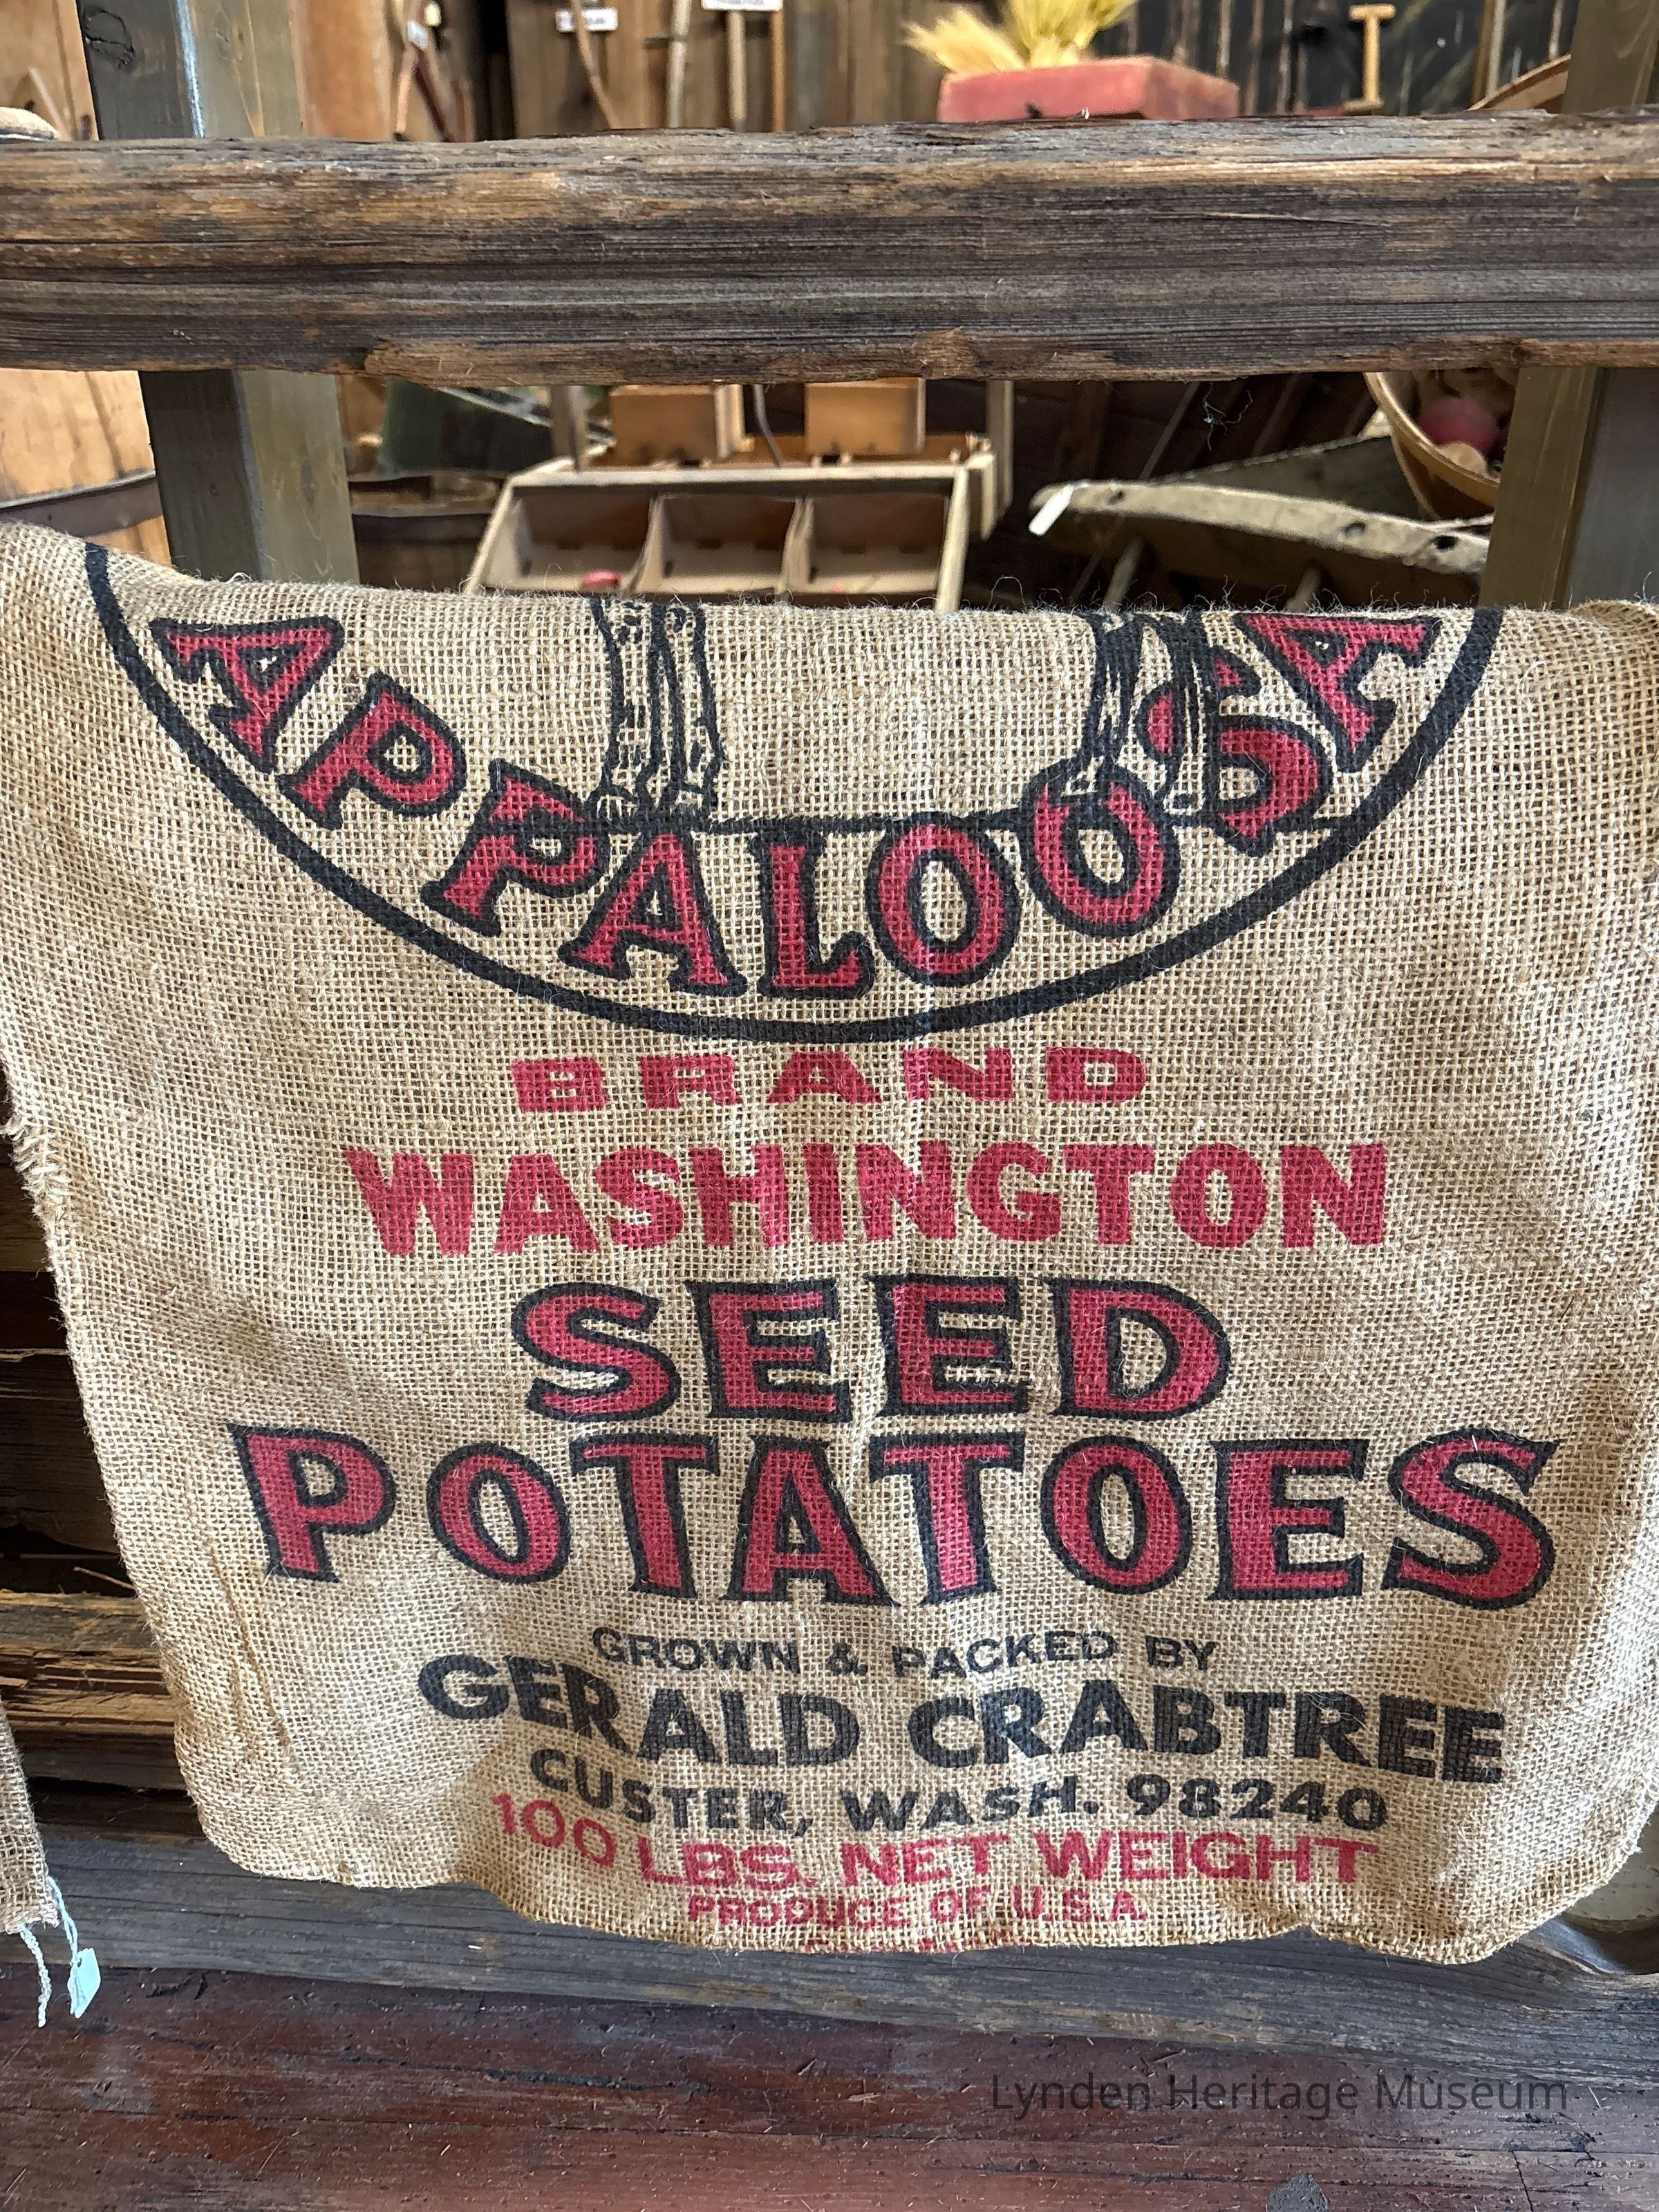 APPALOOSA
BRAND
WASHINGTON
SEED
POTATOES
GROWN & PACKED BY
GERALD CRABTREE
CUSTER, WASH. 98240
100 LBS. NET WEIGHT
PRODUCE OF U.S.A.
Lynden Heritage Museum